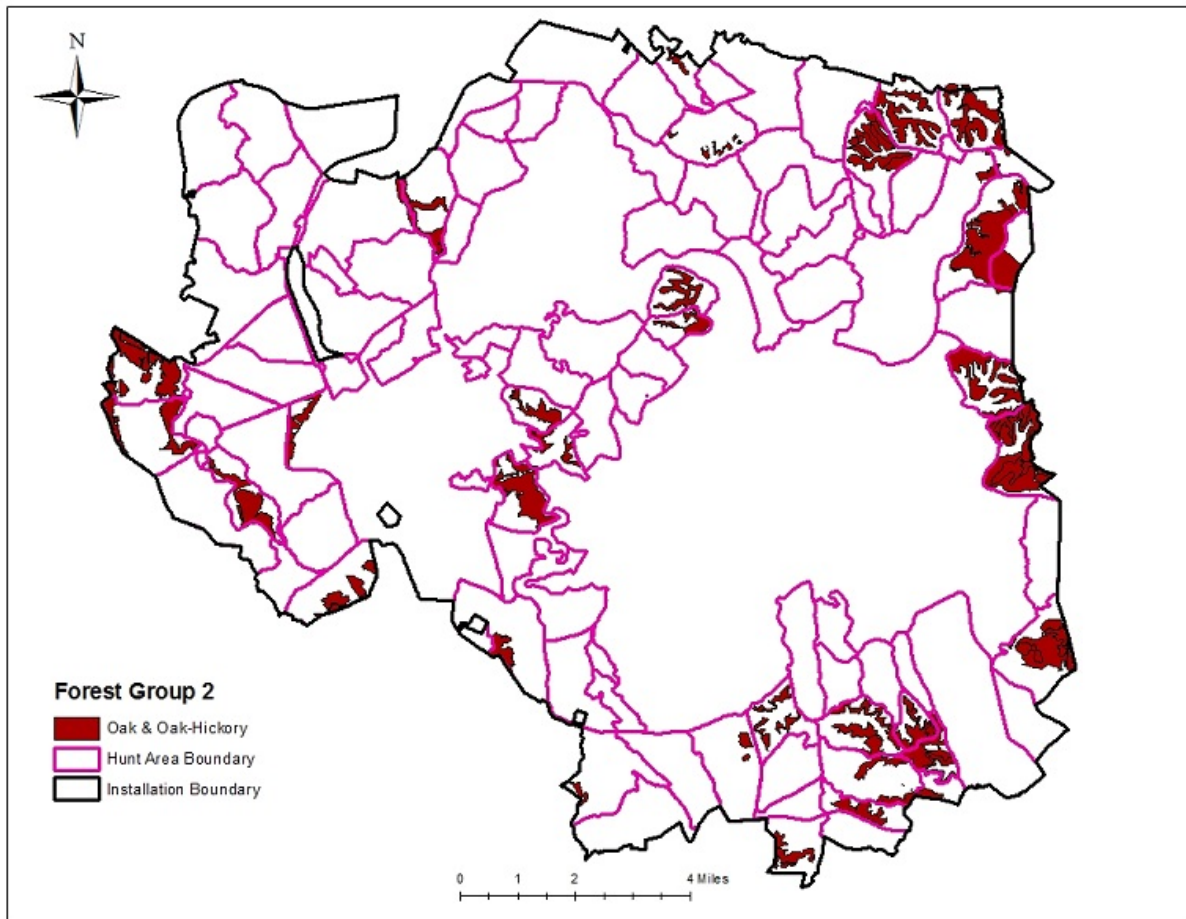 N
Forest Group 2
Oak & Oak-Hickory
Hunt Area Boundary
Installation Boundary
0 1 2 4 Miles